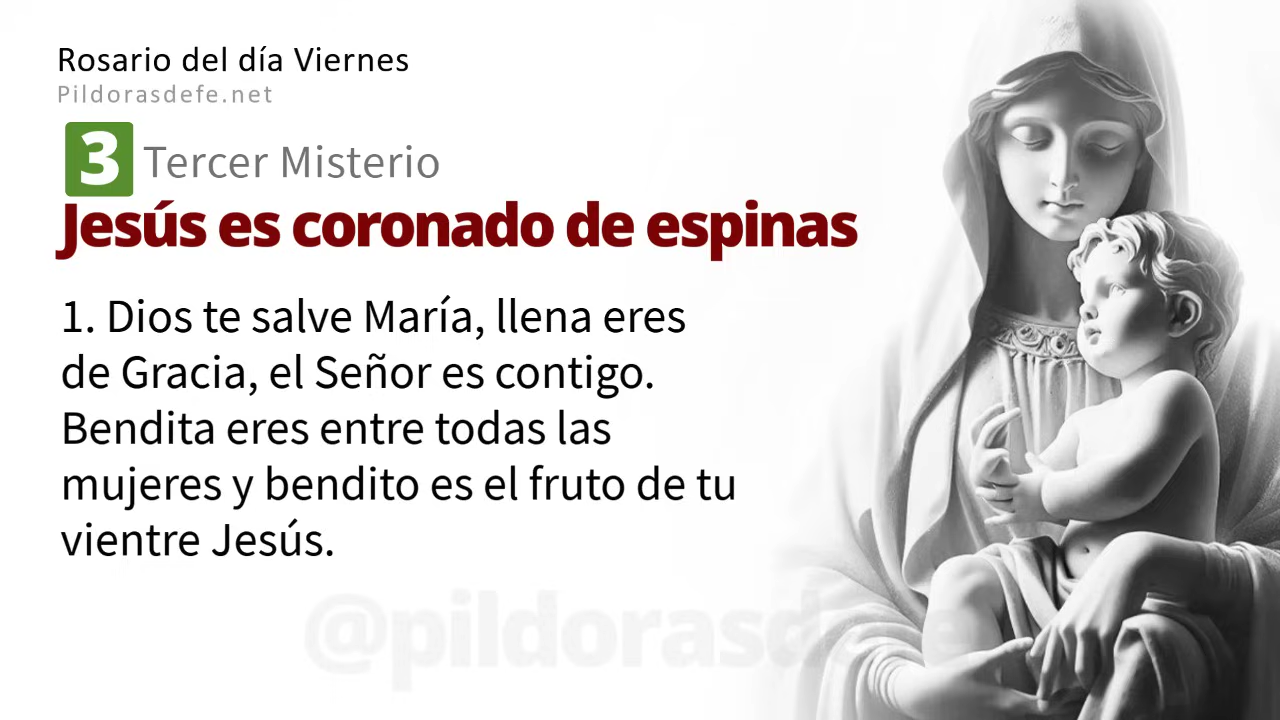 Rosario del día Viernes
Pildorasdefe.net
3 Tercer Misterio
Jesús es coronado de espinas
1. Dios te salve María, llena eres
de Gracia, el Señor es contigo.
Bendita eres entre todas las
mujeres y bendito es el fruto de tu
vientre Jesús.
@pildorasdefe